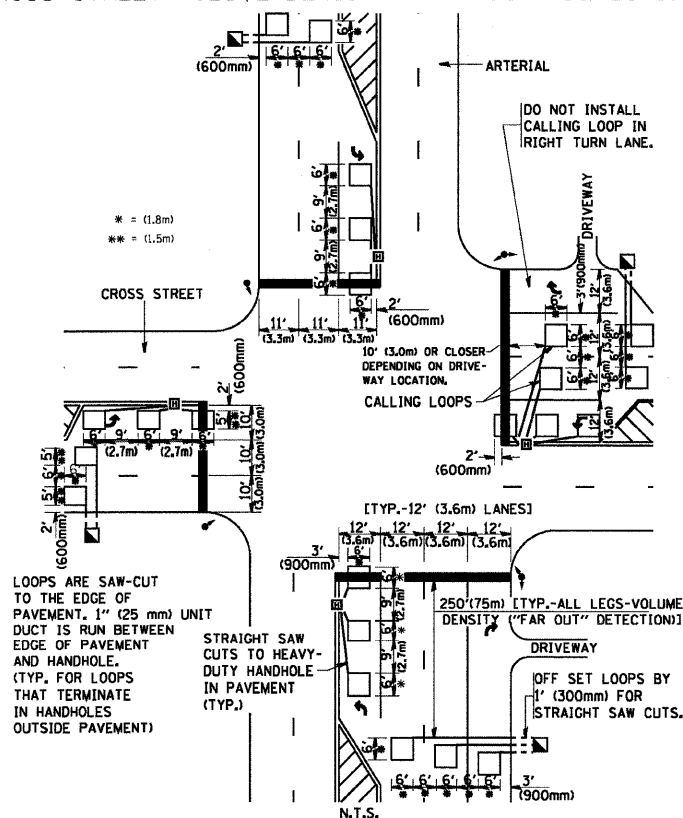 2'
(600mm)
6' 6' 6'
* * *
6'
*
ARTERIAL
DO NOT INSTALL
CALLING LOOP IN
RIGHT TURN LANE.
* = (1.8m)
** = (1.5m)
6'
*
9'
(2.7m)
6'
*
9'
(2.7m)
6'
*
H
DRIVEWAY
3'(900mm)
CROSS STREET
6'
*
2'
(600mm)
11' 11' 11'
(3.3m) (3.3m) (3.3m)
6'
*
12'
(3.6m)
12'
(3.6m)
12'
(3.6m)
12'
(3.6m)
10' (3.0m) OR CLOSER
DEPENDING ON DRIVE-
WAY LOCATION.
CALLING LOOPS
H
2'
(600mm)
2'
(600mm)
H
6' 9' 9' 6'
* (2.7m) (2.7m) *
5'
**
10'
(3.0m)
10'
(3.0m)
10'
(3.0m)
5'
**
6'
*
6'
*
5'
**
2'
(600mm)
[TYP.-12' (3.6m) LANES]
12' 12' 12' 12'
(3.6m) (3.6m) (3.6m) (3.6m)
3'
(900mm)
6'
*
H
6'
*
9'
(2.7m)
6'
*
9'
(2.7m)
6'
*
250'(75m) [TYP.-ALL LEGS-VOLUME
DENSITY ("FAR OUT" DETECTION)]
DRIVEWAY
LOOPS ARE SAW-CUT
TO THE EDGE OF
PAVEMENT. 1" (25 mm) UNIT
DUCT IS RUN BETWEEN
EDGE OF PAVEMENT
AND HANDHOLE.
(TYP. FOR LOOPS
THAT TERMINATE
IN HANDHOLES
OUTSIDE PAVEMENT)
STRAIGHT SAW
CUTS TO HEAVY-
DUTY HANDHOLE
IN PAVEMENT
(TYP.)
OFF SET LOOPS BY
1' (300mm) FOR
STRAIGHT SAW CUTS.
6'
*
6' 6' 6' 6' 6'
* * * * *
3'
(900mm)
N.T.S.